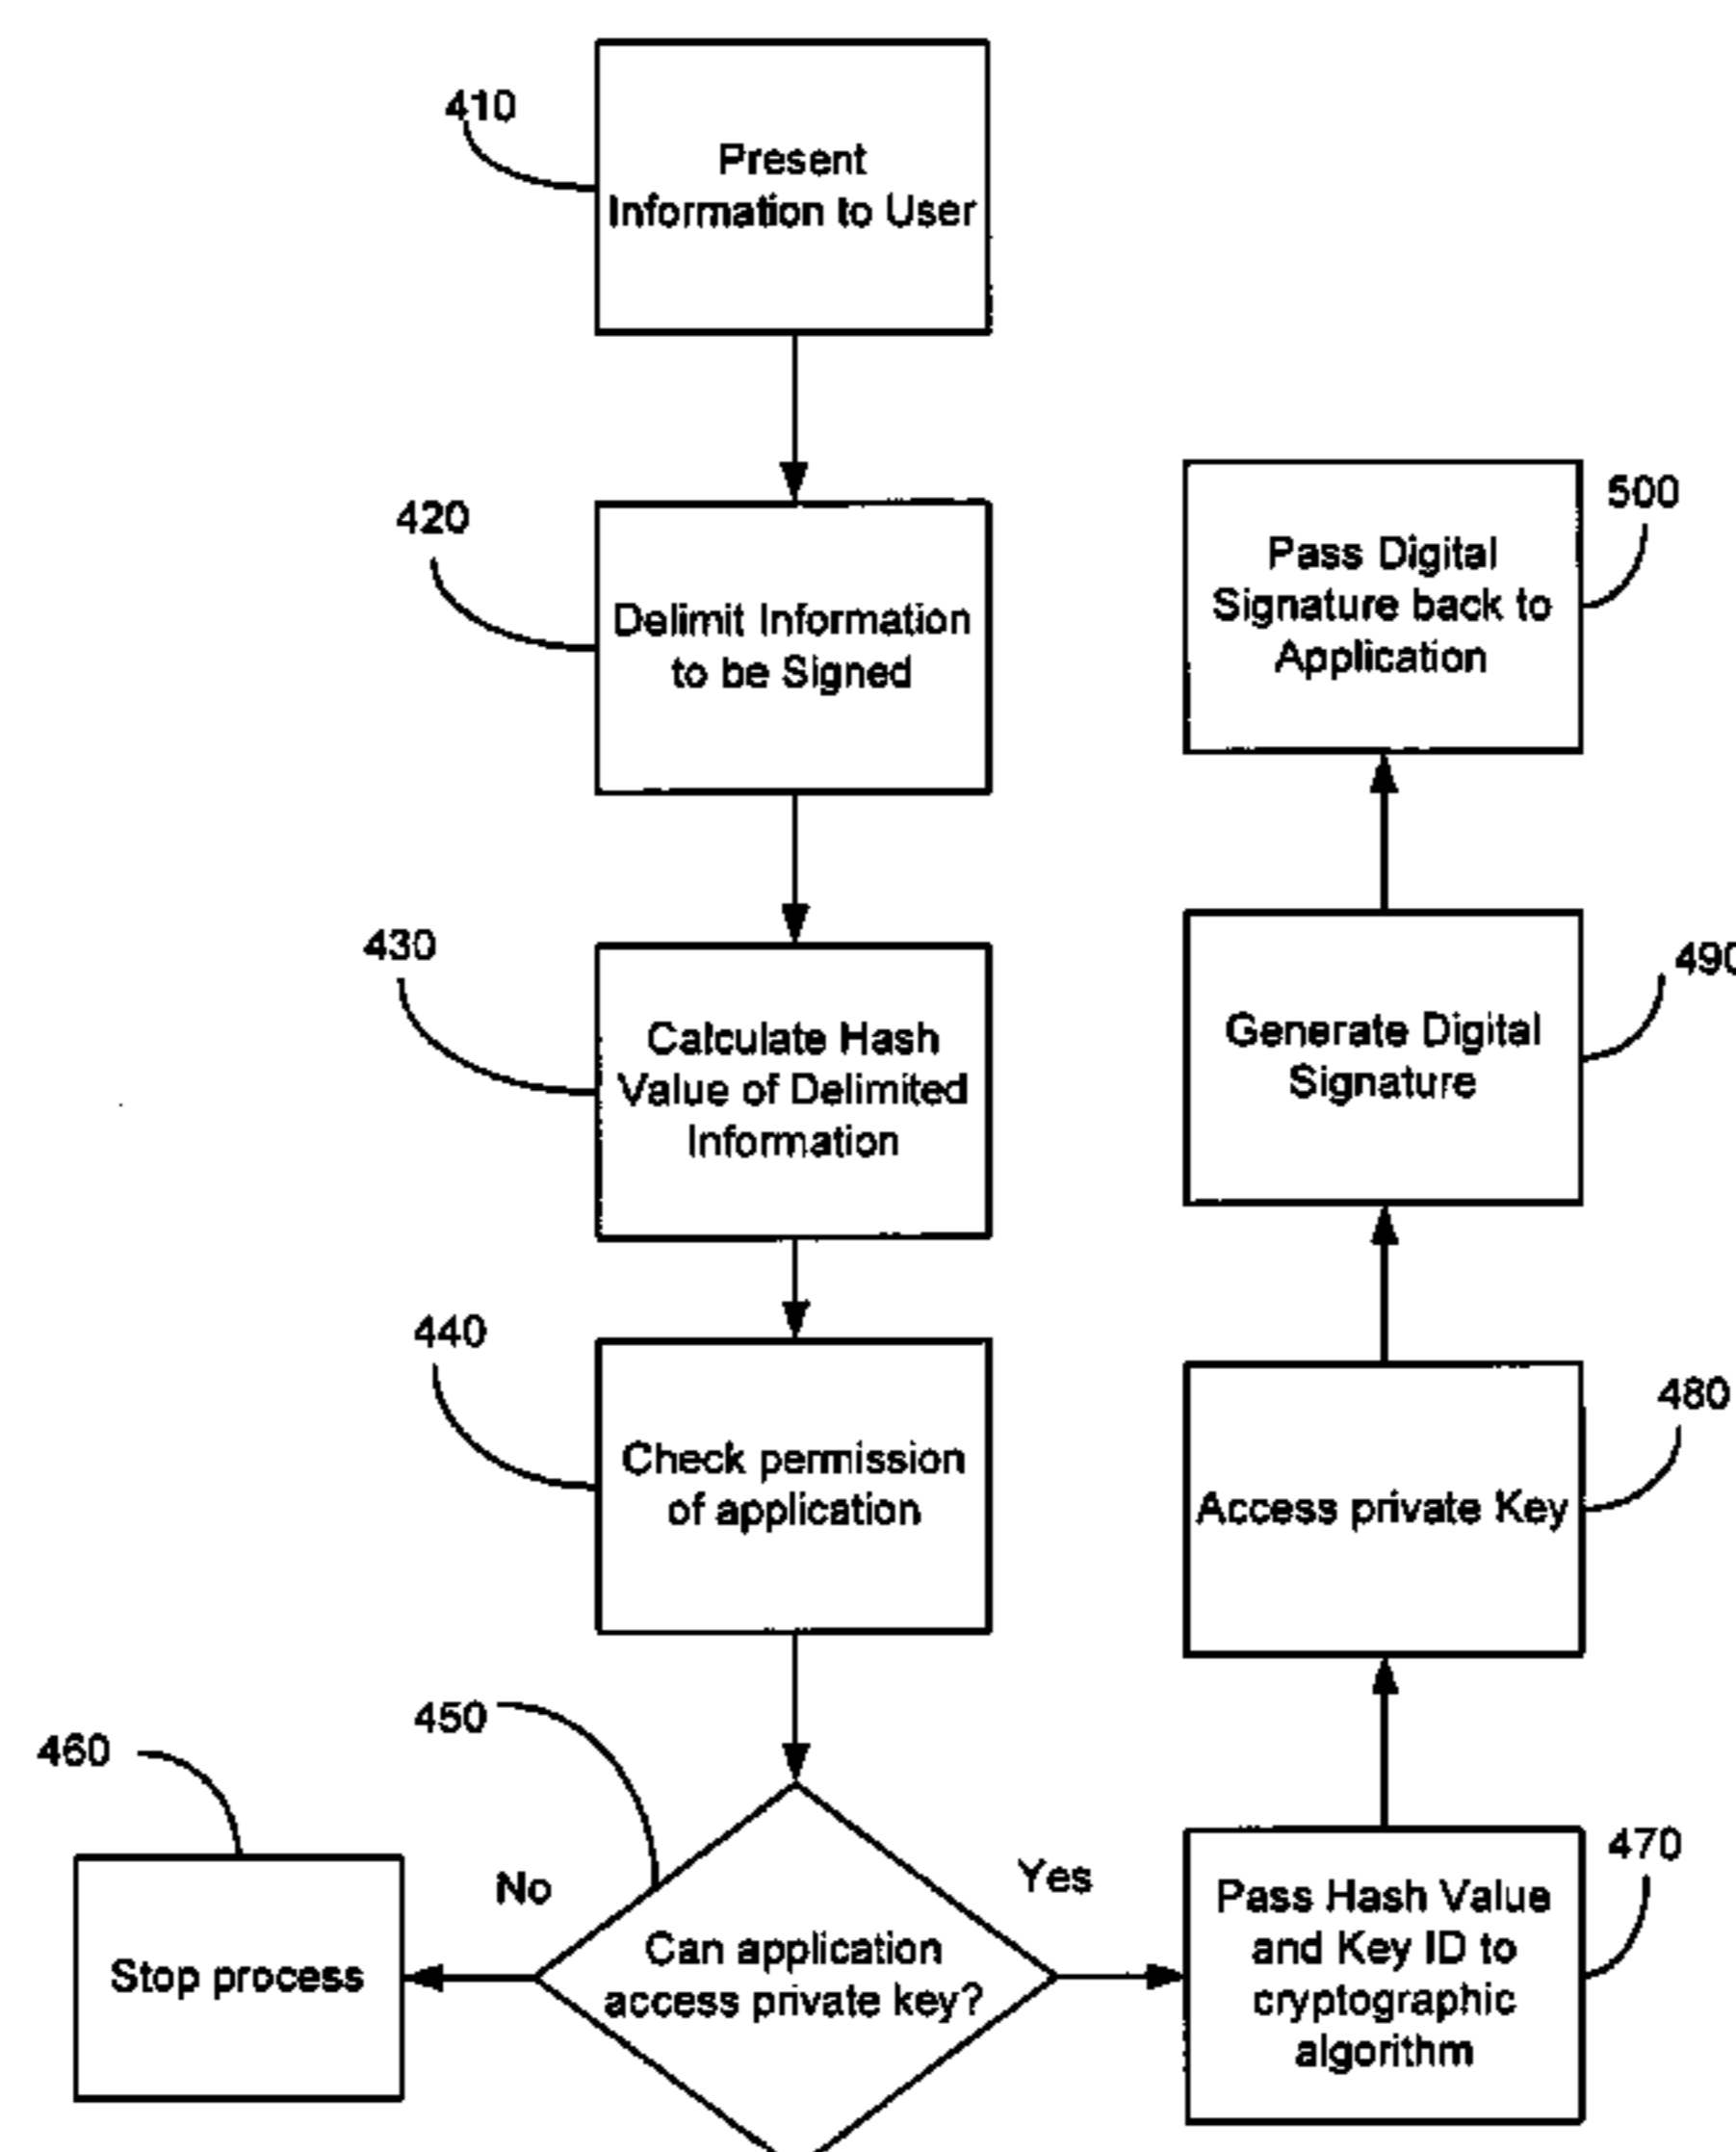 410
Present
Information to User
420
Delimit Information
to be Signed
430
Calculate Hash
Value of Delimited
Information
440
Check permission
of application
450
Can application
access private key?
No
460
Stop process
Yes
470
Pass Hash Value
and Key ID to
cryptographic
algorithm
480
Access private Key
490
Generate Digital
Signature
500
Pass Digital
Signature back to
Application